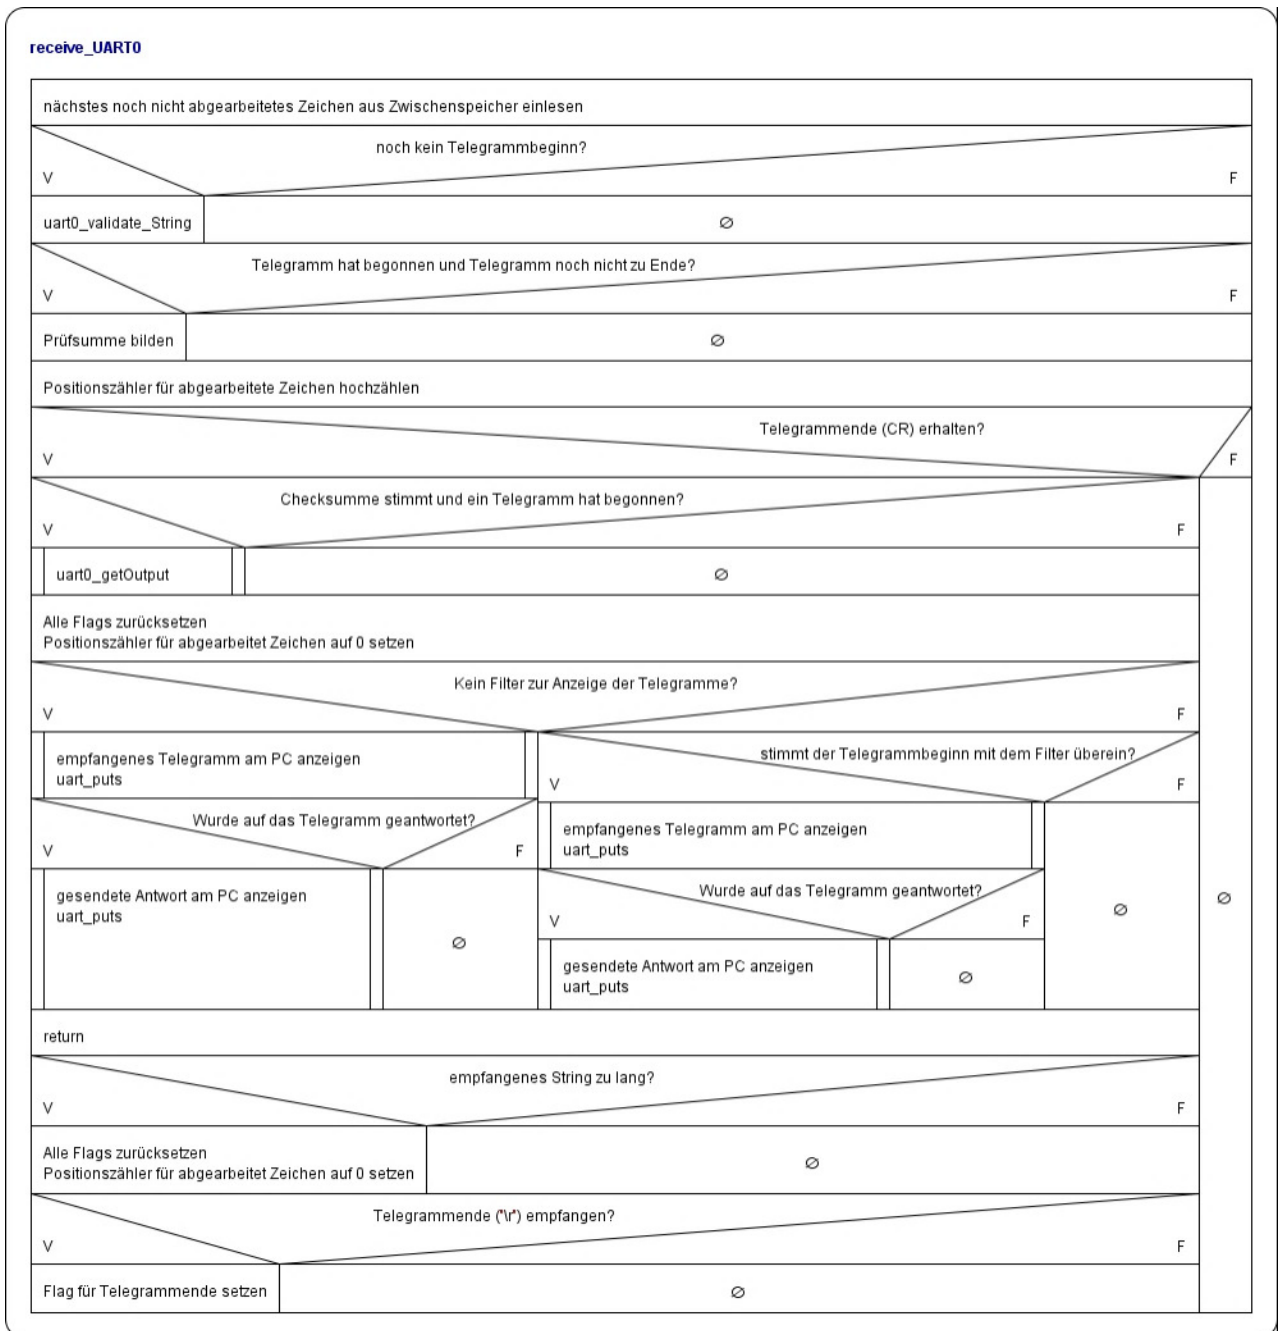 receive_UART0
nächstes noch nicht abgearbeitetes Zeichen aus Zwischenspeicher einlesen
noch kein Telegrammbeginn?
V
F
uart0_validate_String
∅
Telegramm hat begonnen und Telegramm noch nicht zu Ende?
V
F
Prüfsumme bilden
∅
Positionszähler für abgearbeitete Zeichen hochzählen
Telegrammende (CR) erhalten?
V
F
Checksumme stimmt und ein Telegramm hat begonnen?
V
F
uart0_getOutput
∅
Alle Flags zurücksetzen
Positionszähler für abgearbeitet Zeichen auf 0 setzen
Kein Filter zur Anzeige der Telegramme?
V
F
empfangenes Telegramm am PC anzeigen
uart_puts
Wurde auf das Telegramm geantwortet?
V
F
gesendete Antwort am PC anzeigen
uart_puts
∅
stimmt der Telegrammbeginn mit dem Filter überein?
V
F
empfangenes Telegramm am PC anzeigen
uart_puts
Wurde auf das Telegramm geantwortet?
V
F
gesendete Antwort am PC anzeigen
uart_puts
∅
∅
∅
return
empfangenes String zu lang?
V
F
Alle Flags zurücksetzen
Positionszähler für abgearbeitet Zeichen auf 0 setzen
∅
Telegrammende ("\r") empfangen?
V
F
Flag für Telegrammende setzen
∅